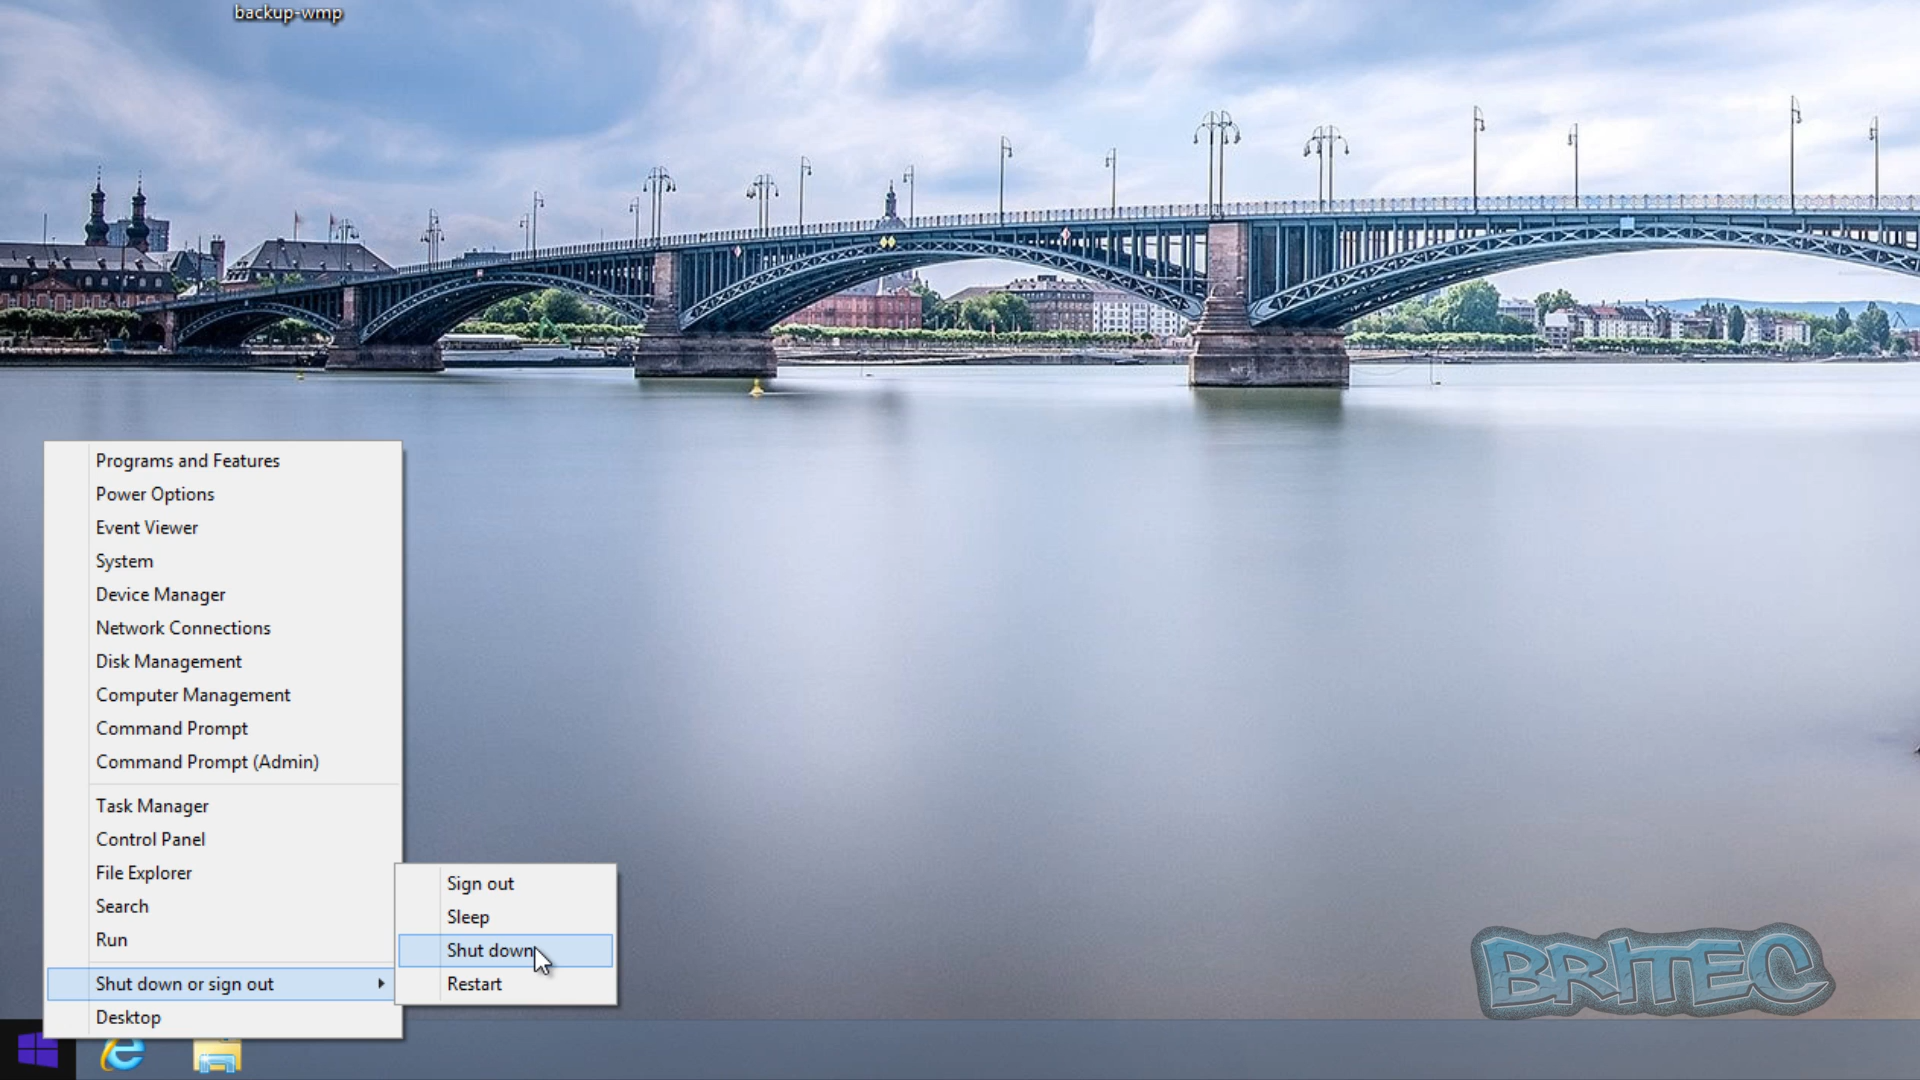 backup-wmp
Programs and Features
Power Options
Event Viewer
System
Device Manager
Network Connections
Disk Management
Computer Management
Command Prompt
Command Prompt (Admin)
Task Manager
Control Panel
File Explorer
Search
Run
Shut down or sign out
Desktop
Sign out
Sleep
Shut down
Restart
BRITEC